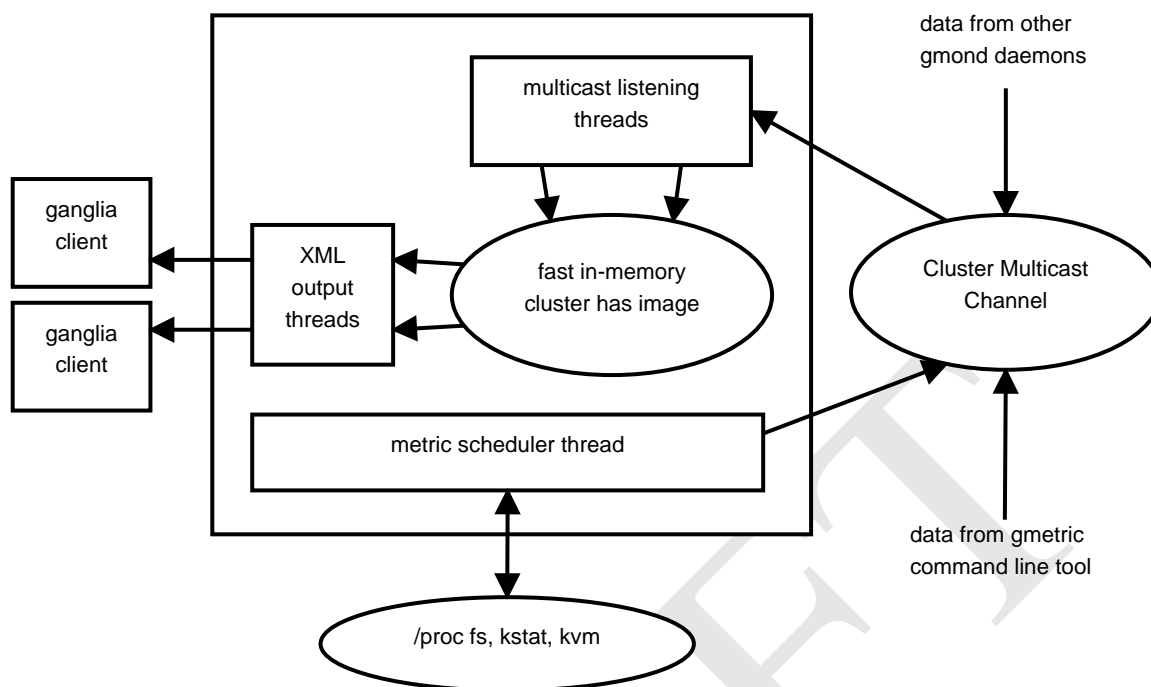 data from other
gmond daemons
multicast listening
threads
ganglia
client
XML
output
threads
fast in-memory
cluster has image
Cluster Multicast
Channel
ganglia
client
metric scheduler thread
data from gmetric
command line tool
/proc fs, kstat, kvm
FT